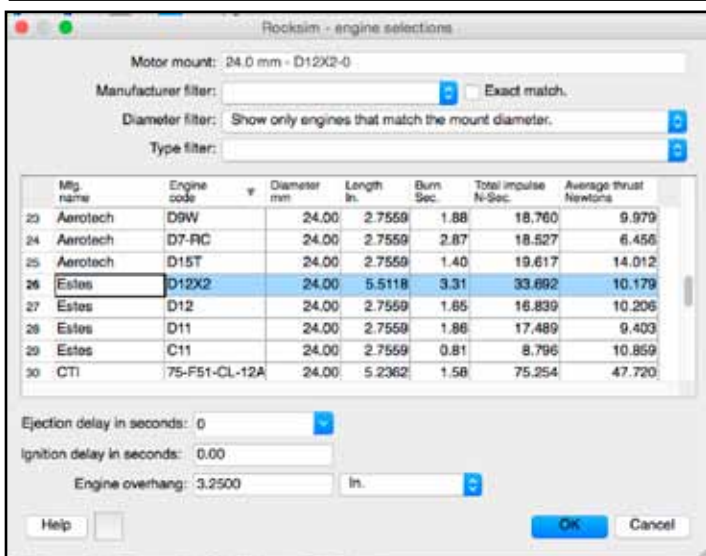 Rocksim - engine selections
Motor mount: 24.0 mm - D12X2-0
Manufacturer filter: Exact match.
Diameter filter: Show only engines that match the mount diameter.
Type filter:
Mfg. name Engine code Diameter mm Length In. Burn Sec. Total impulse N-Sec. Average thrust Newtons
23 Aerotech D9W 24.00 2.7559 1.88 18.760 9.979
24 Aerotech D7-RC 24.00 2.7559 2.87 18.527 6.456
25 Aerotech D15T 24.00 2.7559 1.40 19.617 14.012
26 Estes D12X2 24.00 5.5118 3.31 33.692 10.179
27 Estes D12 24.00 2.7559 1.65 16.839 10.206
28 Estes D11 24.00 2.7559 1.86 17.489 9.403
29 Estes C11 24.00 2.7559 0.81 8.796 10.859
30 CTI 75-F51-CL-12A 24.00 5.2362 1.58 75.254 47.720
Ejection delay in seconds: 0
Ignition delay in seconds: 0.00
Engine overhang: 3.2500 In.
Help OK Cancel